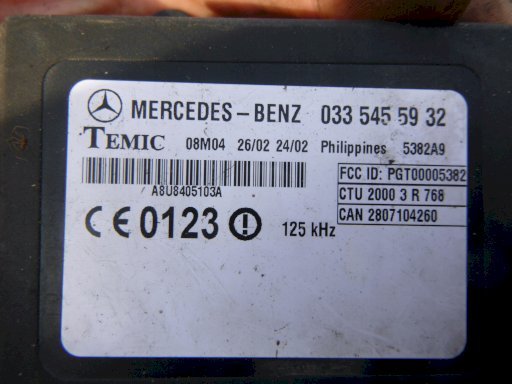 MERCEDES-BENZ 033 545 59 32
TEMIC 08M04 26/02 24/02 Philippines 5382A9
A8U8405103A
FCC ID: PGT00005382
CTU 2000 3 R 768
CAN 2807104260
CE0123 125 kHz